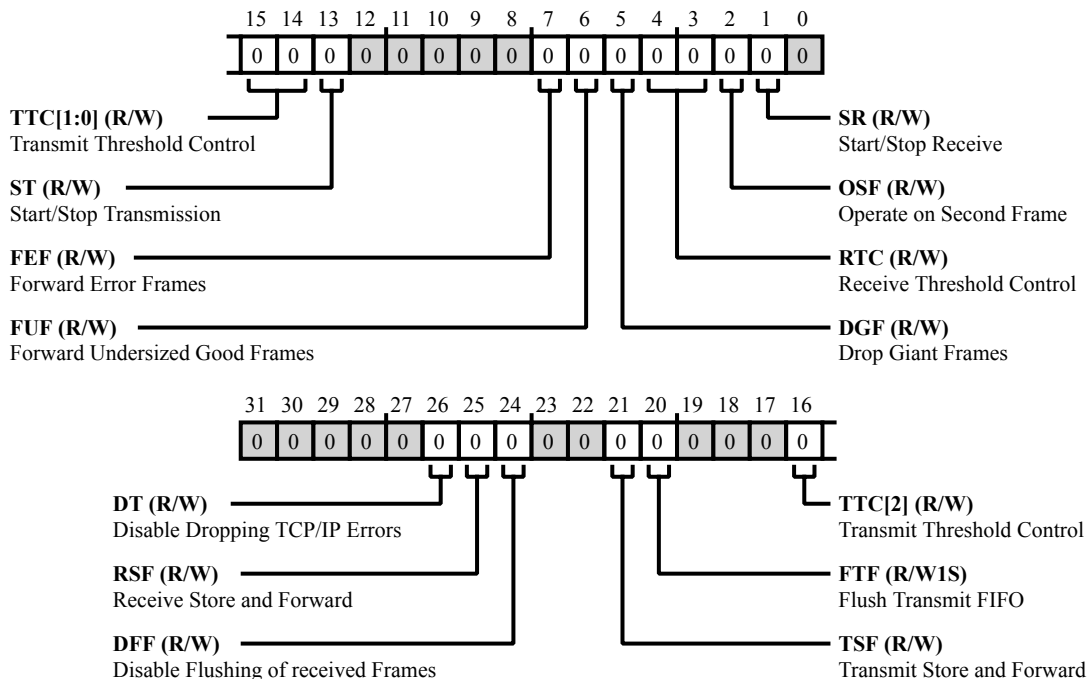 15 14 13 12 11 10 9 8 7 6 5 4 3 2 1 0
0 0 0 0 0 0 0 0 0 0 0 0 0 0 0 0
TTC[1:0] (R/W)
Transmit Threshold Control
ST (R/W)
Start/Stop Transmission
FEF (R/W)
Forward Error Frames
FUF (R/W)
Forward Undersized Good Frames
SR (R/W)
Start/Stop Receive
OSF (R/W)
Operate on Second Frame
RTC (R/W)
Receive Threshold Control
DGF (R/W)
Drop Giant Frames
31 30 29 28 27 26 25 24 23 22 21 20 19 18 17 16
0 0 0 0 0 0 0 0 0 0 0 0 0 0 0 0
DT (R/W)
Disable Dropping TCP/IP Errors
RSF (R/W)
Receive Store and Forward
DFF (R/W)
Disable Flushing of received Frames
TTC[2] (R/W)
Transmit Threshold Control
FTF (R/W1S)
Flush Transmit FIFO
TSF (R/W)
Transmit Store and Forward